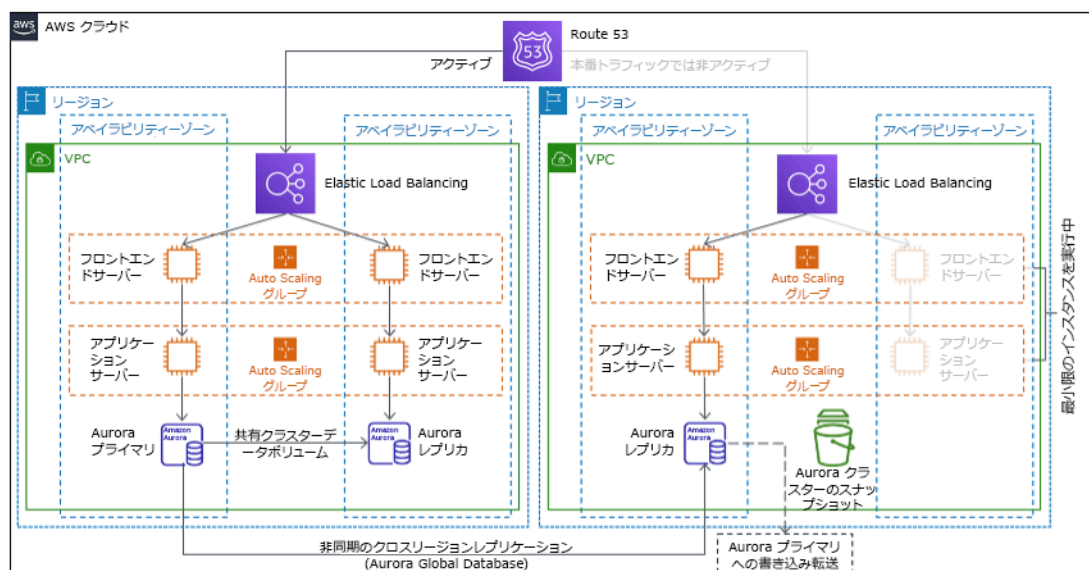 aws
AWS クラウド
Route 53
53
アクティブ
本番トラフィックでは非アクティブ
リージョン
アベイラビリティーゾーン
アベイラビリティーゾーン
VPC
Elastic Load Balancing
フロントエン
ドサーバー
Auto Scaling
グループ
フロントエン
ドサーバー
アプリケー
ション
サーバー
Auto Scaling
グループ
アプリケー
ション
サーバー
Aurora
プライマリ
Amazon
Aurora
共有クラスターデ
ータボリューム
Amazon
Aurora
Aurora
レプリカ
リージョン
アベイラビリティーゾーン
アベイラビリティーゾーン
VPC
Elastic Load Balancing
フロントエン
ドサーバー
Auto Scaling
グループ
フロントエン
ドサーバー
アプリケーシ
ョンサーバー
Auto Scaling
グループ
アプリケ
ーション
サーバー
最小限のインスタンスを実行中
Aurora
レプリカ
Amazon
Aurora
Aurora クラ
スターのスナッ
プショット
非同期のクロスリージョンレプリケーション
(Aurora Global Database)
Aurora プライマリ
への書き込み転送